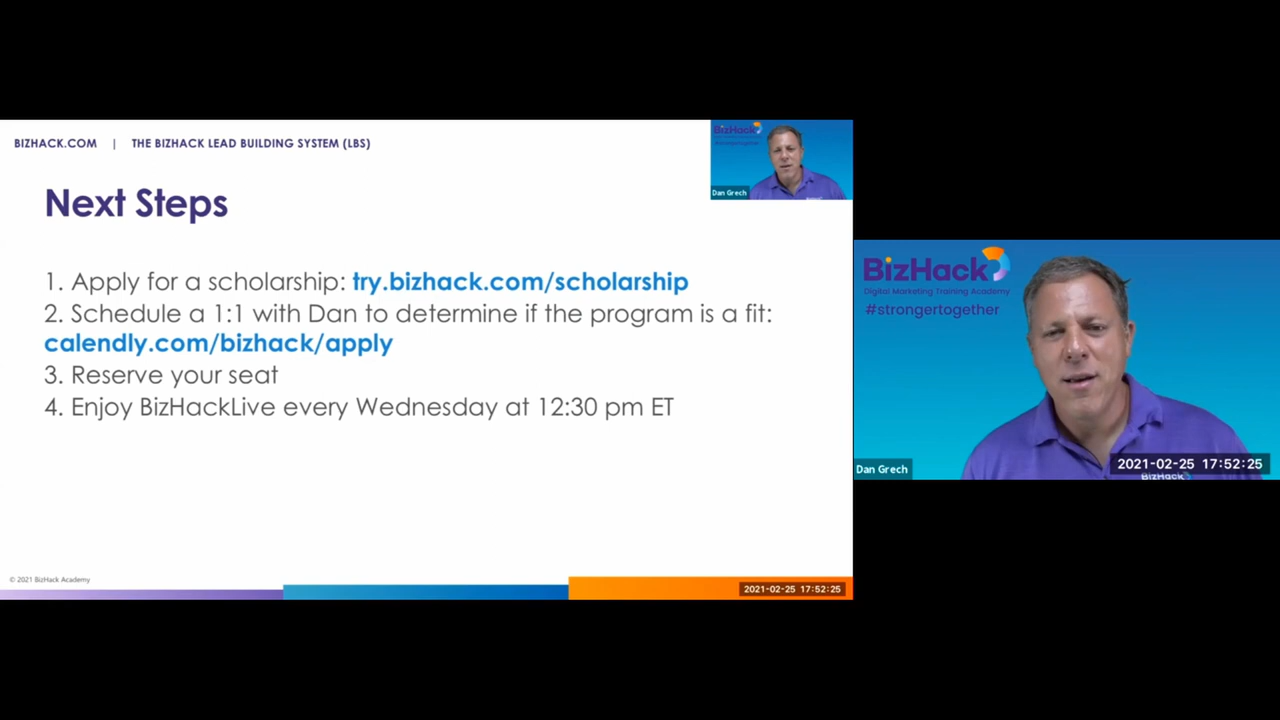 BIZHACK.COM | THE BIZHACK LEAD BUILDING SYSTEM (LBS)
BizHack
#strongertogether
Dan Grech
Next Steps
1. Apply for a scholarship: try.bizhack.com/scholarship
2. Schedule a 1:1 with Dan to determine if the program is a fit:
calendly.com/bizhack/apply
3. Reserve your seat
4. Enjoy BizHackLive every Wednesday at 12:30 pm ET
© 2021 BizHack Academy
2021-02-25 17:52:25
BizHack
Digital Marketing Training Academy
#strongertogether
Dan Grech
2021-02-25 17:52:25
BizHack